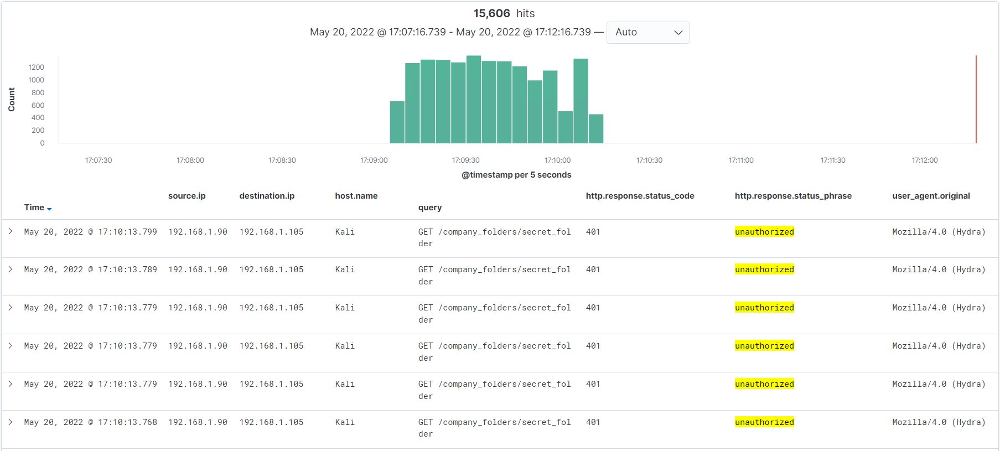 15,606 hits
May 20, 2022 @ 17:07:16.739 - May 20, 2022 @ 17:12:16.739 — Auto
Count
1200
1000
800
600
400
200
0
17:07:30 17:08:00 17:08:30 17:09:00 17:09:30 17:10:00 17:10:30 17:11:00 17:11:30 17:12:00
@timestamp per 5 seconds
Time source.ip destination.ip host.name query http.response.status_code http.response.status_phrase user_agent.original
May 20, 2022 @ 17:10:13.799 192.168.1.90 192.168.1.105 Kali GET /company_folders/secret_fol 401 unauthorized Mozilla/4.0 (Hydra)
der
May 20, 2022 @ 17:10:13.789 192.168.1.90 192.168.1.105 Kali GET /company_folders/secret_fol 401 unauthorized Mozilla/4.0 (Hydra)
der
May 20, 2022 @ 17:10:13.779 192.168.1.90 192.168.1.105 Kali GET /company_folders/secret_fol 401 unauthorized Mozilla/4.0 (Hydra)
der
May 20, 2022 @ 17:10:13.779 192.168.1.90 192.168.1.105 Kali GET /company_folders/secret_fol 401 unauthorized Mozilla/4.0 (Hydra)
der
May 20, 2022 @ 17:10:13.779 192.168.1.90 192.168.1.105 Kali GET /company_folders/secret_fol 401 unauthorized Mozilla/4.0 (Hydra)
der
May 20, 2022 @ 17:10:13.768 192.168.1.90 192.168.1.105 Kali GET /company_folders/secret_fol 401 unauthorized Mozilla/4.0 (Hydra)
der